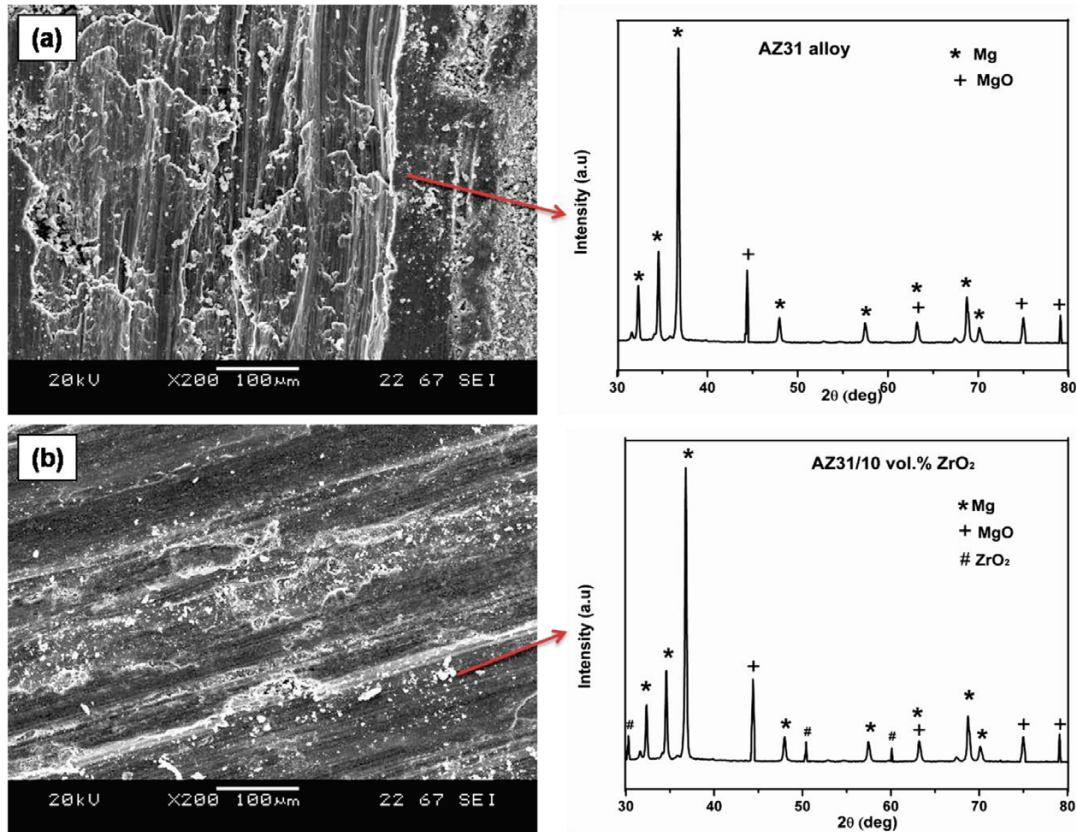 (a)
20kV X200 100μm 22 67 SEI
AZ31 alloy
* Mg
+ MgO
*
*
*
+
*
*
*
+
*
*
+
+
Intensity (a.u)
30 40 50 60 70 80
2θ (deg)
(b)
20kV X200 100μm 22 67 SEI
AZ31/10 vol.% ZrO₂
* Mg
+ MgO
# ZrO₂
#
*
*
*
+
*
#
*
#
*
+
*
*
+
+
Intensity (a.u)
30 40 50 60 70 80
2θ (deg)